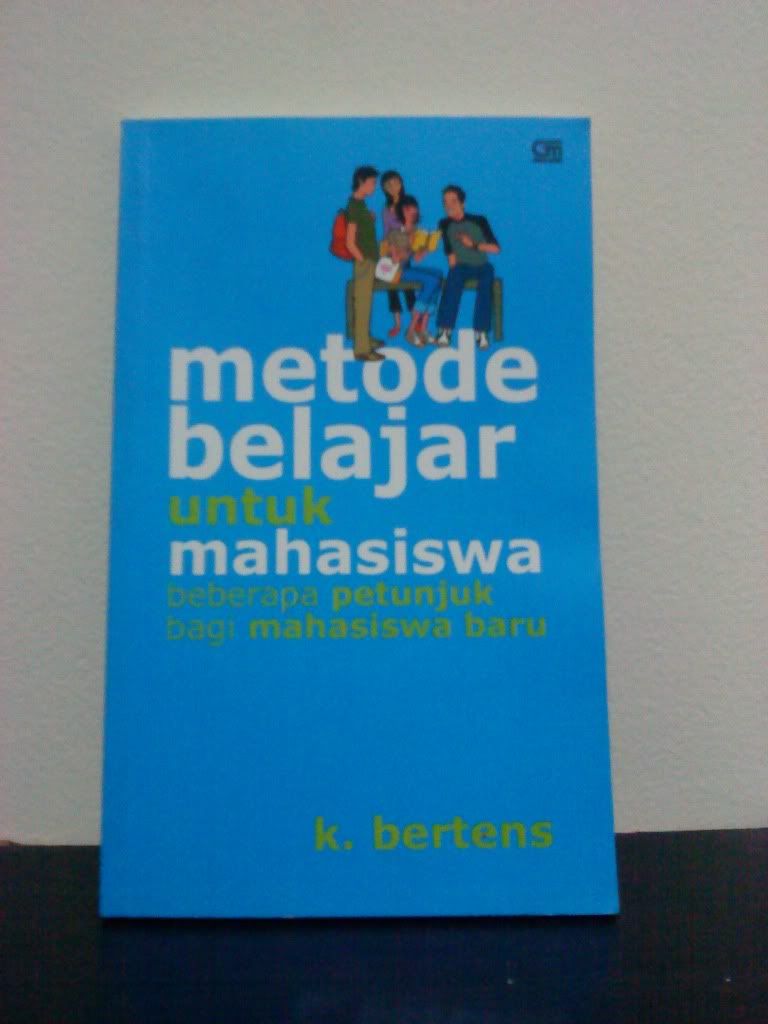 metode
belajar
untuk
mahasiswa
beberapa petunjuk
bagi mahasiswa baru
k. bertens